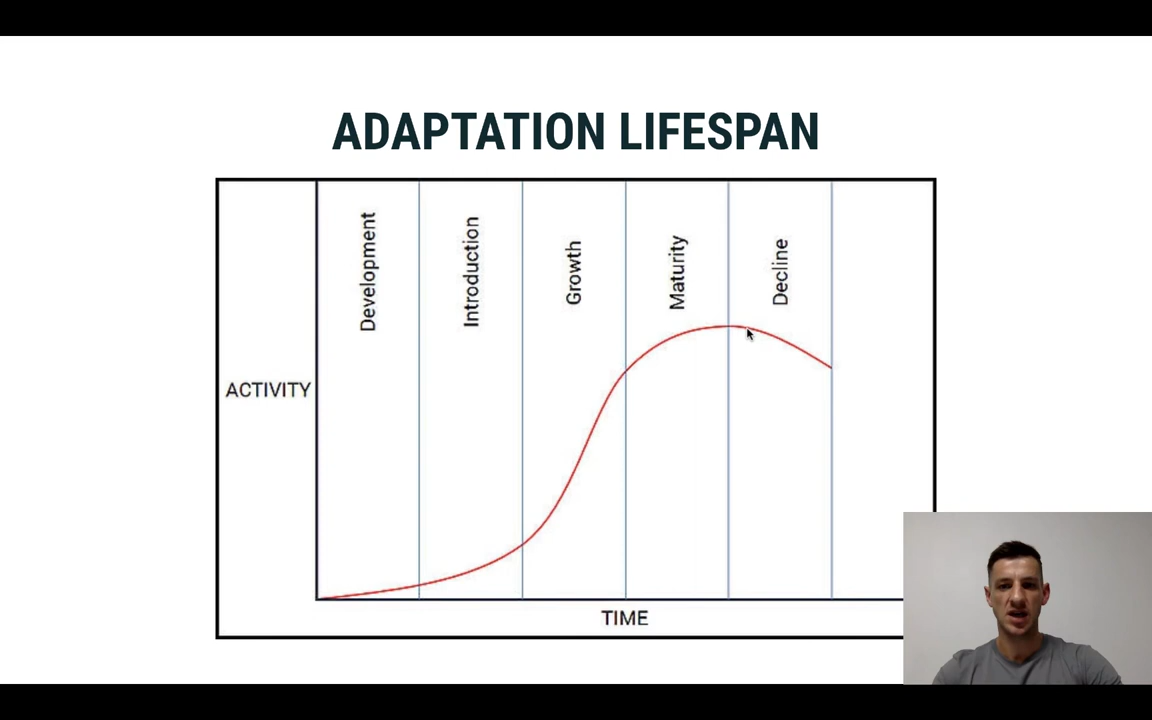 ADAPTATION LIFESPAN
Development
Introduction
Growth
Maturity
Decline
ACTIVITY
TIME